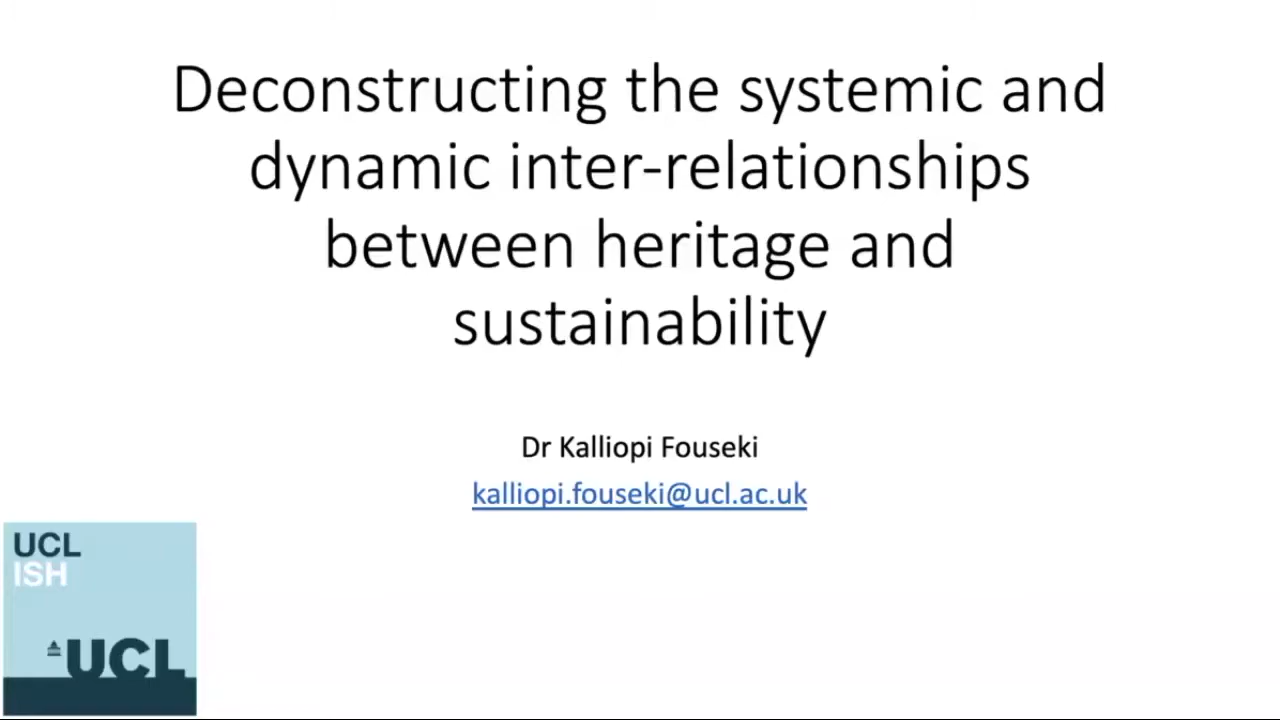 Deconstructing the systemic and
dynamic inter-relationships
between heritage and
sustainability
Dr Kalliopi Fouseki
kalliopi.fouseki@ucl.ac.uk
UCL
ISH
UCL